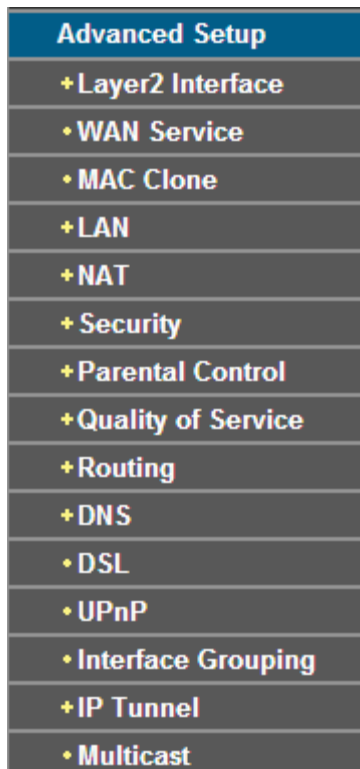 Advanced Setup
+Layer2 Interface
•WAN Service
•MAC Clone
+LAN
+NAT
+Security
+Parental Control
+Quality of Service
+Routing
+DNS
•DSL
•UPnP
•Interface Grouping
+IP Tunnel
•Multicast